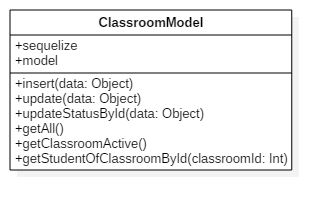 ClassroomModel
+sequelize
+model
+insert(data: Object)
+update(data: Object)
+updateStatusById(data: Object)
+getAll()
+getClassroomActive()
+getStudentOfClassroomById(classroomId: Int)